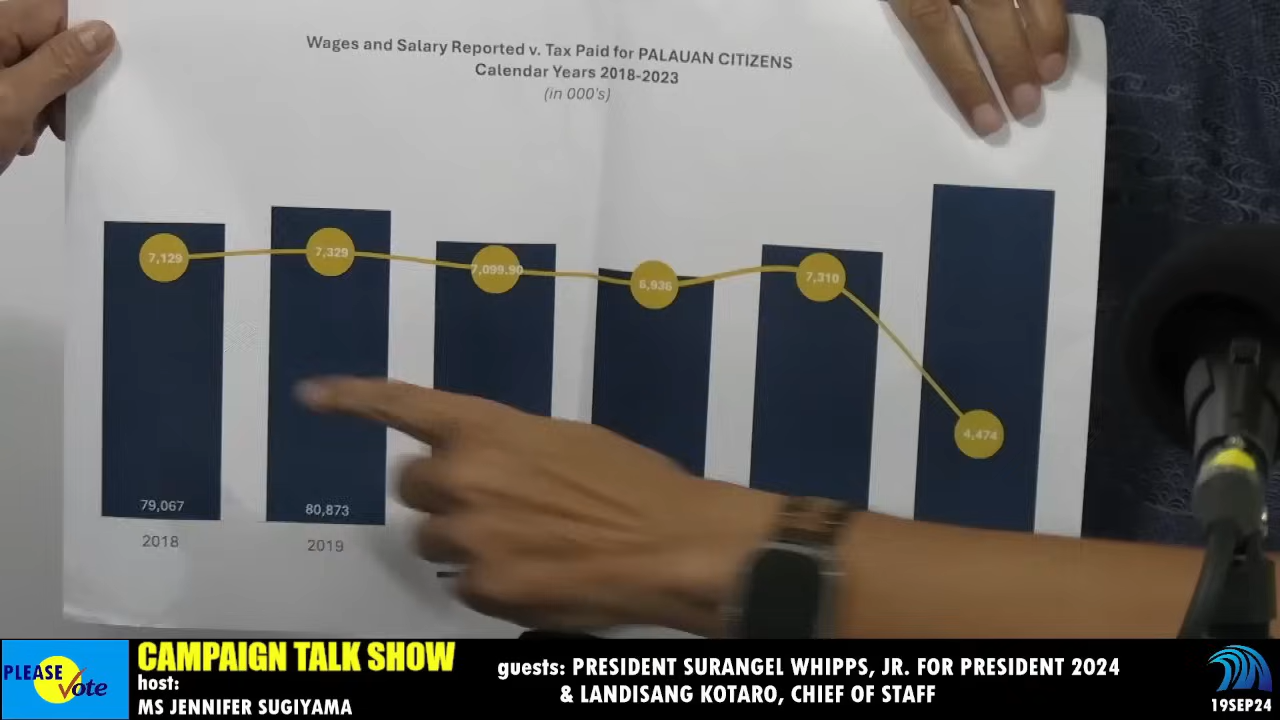 Wages and Salary Reported v. Tax Paid for PALAUAN CITIZENS
Calendar Years 2018-2023
(in 000's)
7,129
7,329
7,099.90
6,936
7,310
4,474
79,067
80,873
2018
2019
PLEASE
Vote
CAMPAIGN TALK SHOW
host:
MS JENNIFER SUGIYAMA
guests: PRESIDENT SURANGEL WHIPPS, JR. FOR PRESIDENT 2024
& LANDISANG KOTARO, CHIEF OF STAFF
19SEP24